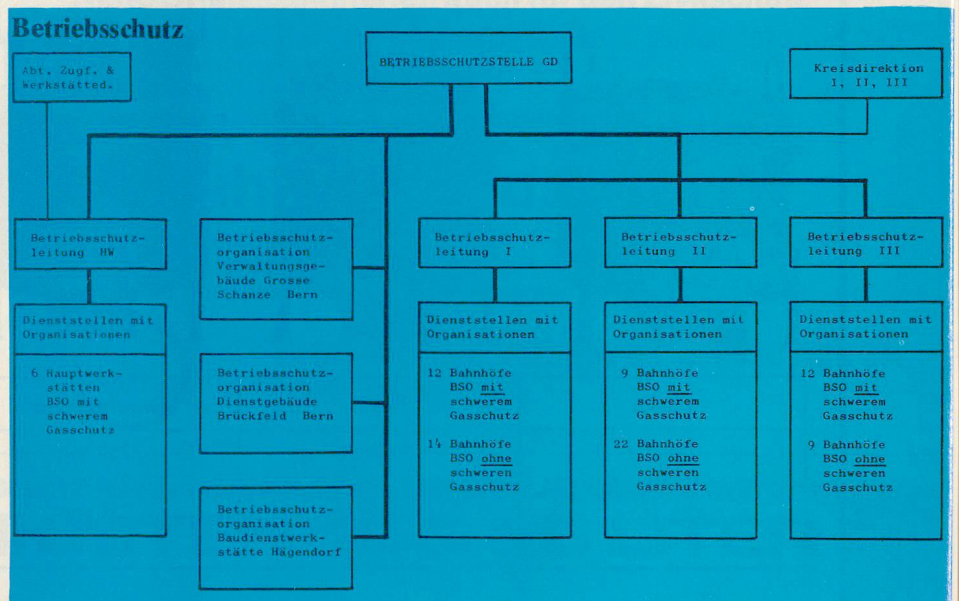 Betriebsschutz
Abt. Zugf. &
Werkstätted.
BETRIEBSSCHUTZSTELLE GD
Kreisdirektion
I, II, III
Betriebsschutz-
leitung HW
Dienststellen mit
Organisationen
6 Hauptwerk-
stätten
BSO mit
schwerem
Gasschutz
Betriebsschutz-
organisation
Verwaltungsge-
bäude Grosse
Schanze Bern
Betriebsschutz-
organisation
Dienstgebäude
Brückfeld Bern
Betriebsschutz-
organisation
Baudienstwerk-
stätte Hägendorf
Betriebsschutz-
leitung I
Dienststellen mit
Organisationen
12 Bahnhöfe
BSO mit
schwerem
Gasschutz
14 Bahnhöfe
BSO ohne
schweren
Gasschutz
Betriebsschutz-
leitung II
Dienststellen mit
Organisationen
9 Bahnhöfe
BSO mit
schwerem
Gasschutz
22 Bahnhöfe
BSO ohne
schweren
Gasschutz
Betriebsschutz-
leitung III
Dienststellen mit
Organisationen
12 Bahnhöfe
BSO mit
schwerem
Gasschutz
9 Bahnhöfe
BSO ohne
schweren
Gasschutz